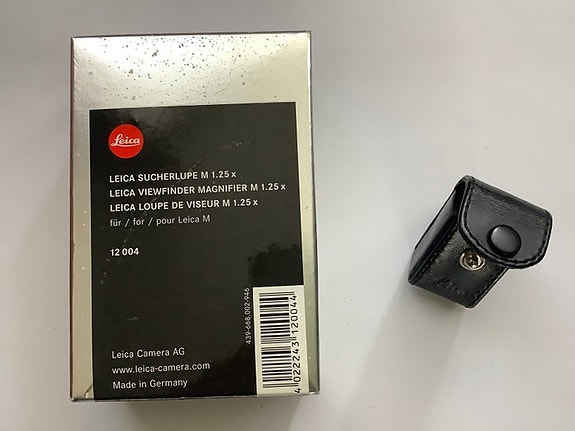 Leica
LEICA SUCHERLUPE M 1.25 x
LEICA VIEWFINDER MAGNIFIER M 1.25 x
LEICA LOUPE DE VISEUR M 1.25 x
für / for / pour Leica M
12 004
439-668.002-946
4 022243 120044
Leica Camera AG
www.leica-camera.com
Made in Germany
Leica